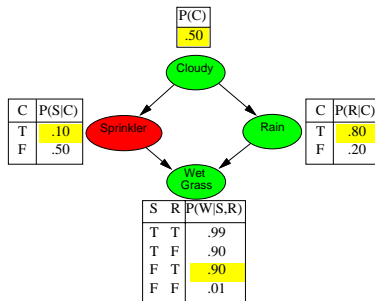 P(C)
.50
Cloudy
C P(S|C)
T .10
F .50
Sprinkler
Rain
C P(R|C)
T .80
F .20
Wet
Grass
S R P(W|S,R)
T T .99
T F .90
F T .90
F F .01